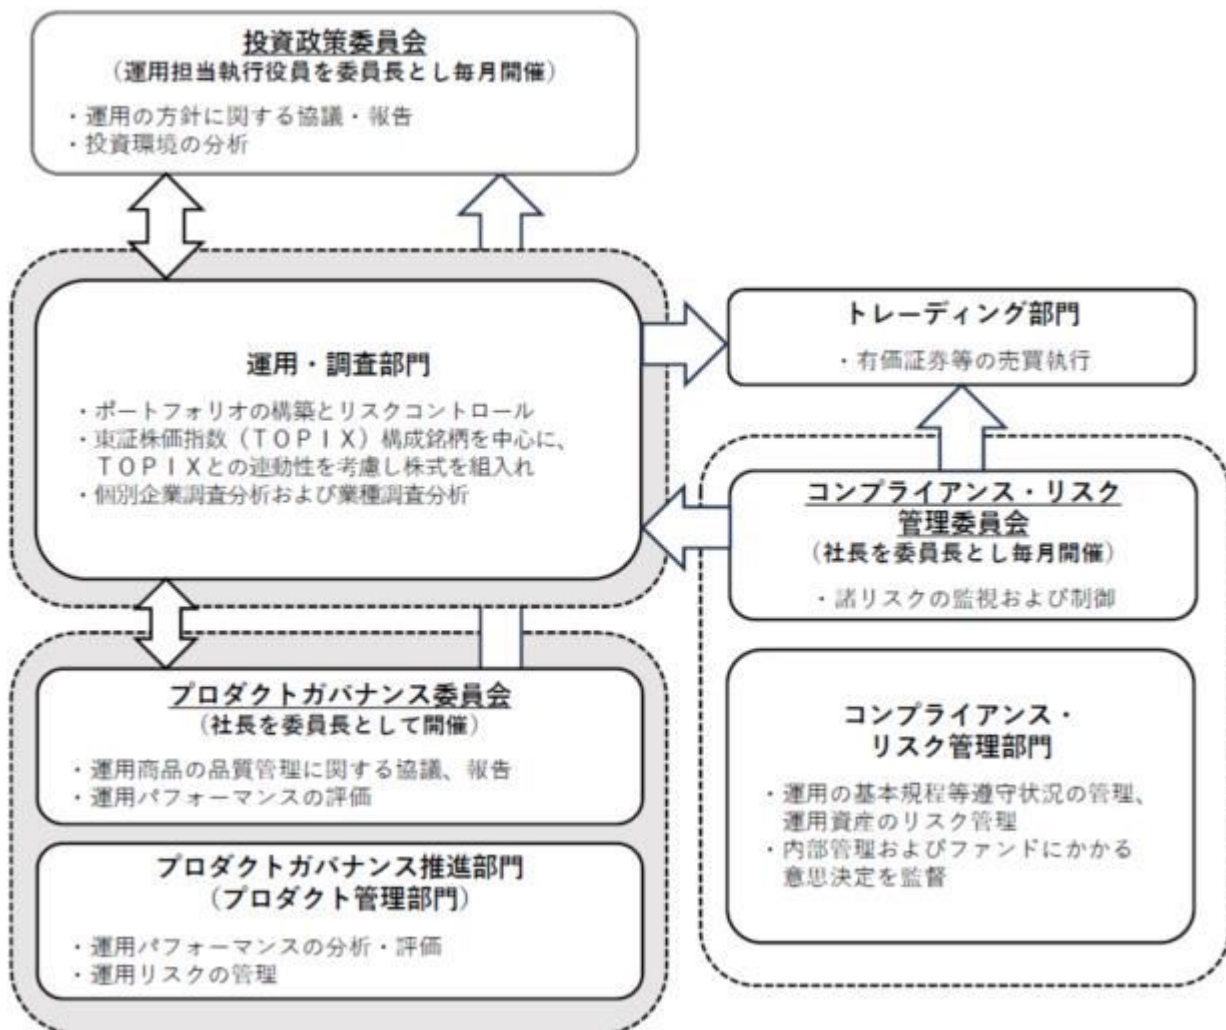 投資政策委員会
（運用担当執行役員を委員長とし毎月開催）
・運用の方針に関する協議・報告
・投資環境の分析
運用・調査部門
・ポートフォリオの構築とリスクコントロール
・東証株価指数（ＴＯＰＩＸ）構成銘柄を中心に、
ＴＯＰＩＸとの連動性を考慮し株式を組入れ
・個別企業調査分析および業種調査分析
トレーディング部門
・有価証券等の売買執行
コンプライアンス・リスク
管理委員会
（社長を委員長とし毎月開催）
・諸リスクの監視および制御
プロダクトガバナンス委員会
（社長を委員長として開催）
・運用商品の品質管理に関する協議、報告
・運用パフォーマンスの評価
プロダクトガバナンス推進部門
（プロダクト管理部門）
・運用パフォーマンスの分析・評価
・運用リスクの管理
コンプライアンス・
リスク管理部門
・運用の基本規程等遵守状況の管理、
運用資産のリスク管理
・内部管理およびファンドにかかる
意思決定を監督